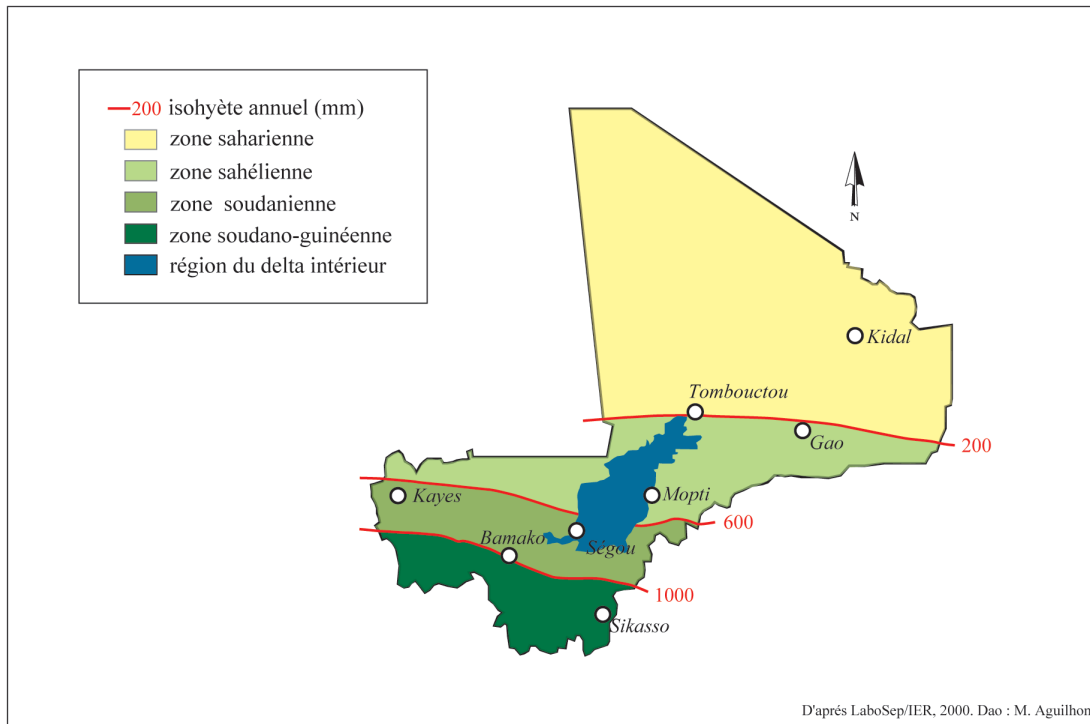 200 isohyète annuel (mm)
zone saharienne
zone sahélienne
zone soudanienne
zone soudano-guinéenne
région du delta intérieur
N
Kidal
Tombouctou
Gao
200
Kayes
Mopti
600
Bamako
Ségou
1000
Sikasso
D'aprés LaboSep/IER, 2000. Dao : M. Aguilhon